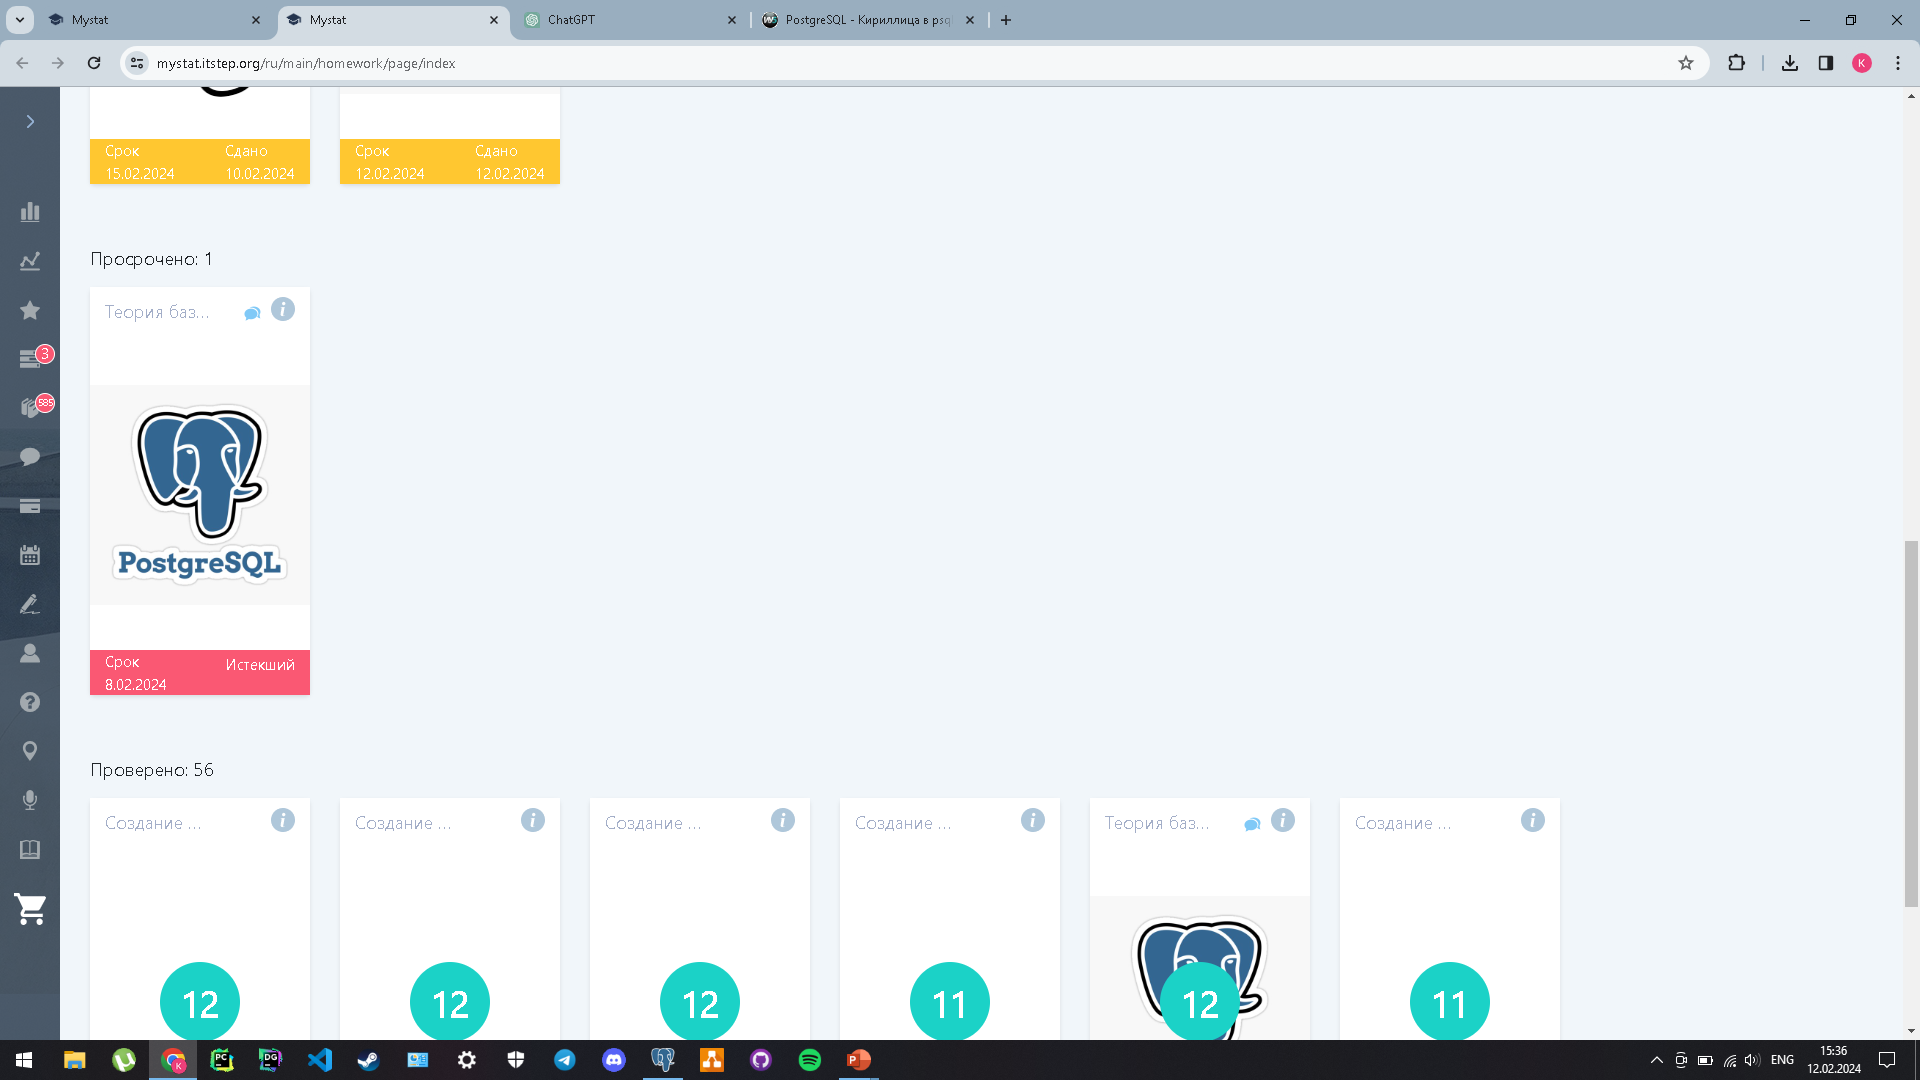 Mystat
Mystat
ChatGPT
PostgreSQL - Кириллица в psql
mystat.itstep.org/ru/main/homework/page/index
K
Срок
Сдано
Срок
Сдано
15.02.2024
10.02.2024
12.02.2024
12.02.2024
Просрочено: 1
Теория баз...
i
3
585
PostgreSQL
Срок
Истекший
8.02.2024
Проверено: 56
Создание ...
i
Создание ...
i
Создание ...
i
Создание ...
i
Теория баз...
i
Создание ...
i
12
12
12
11
12
11
ENG
15:36
12.02.2024